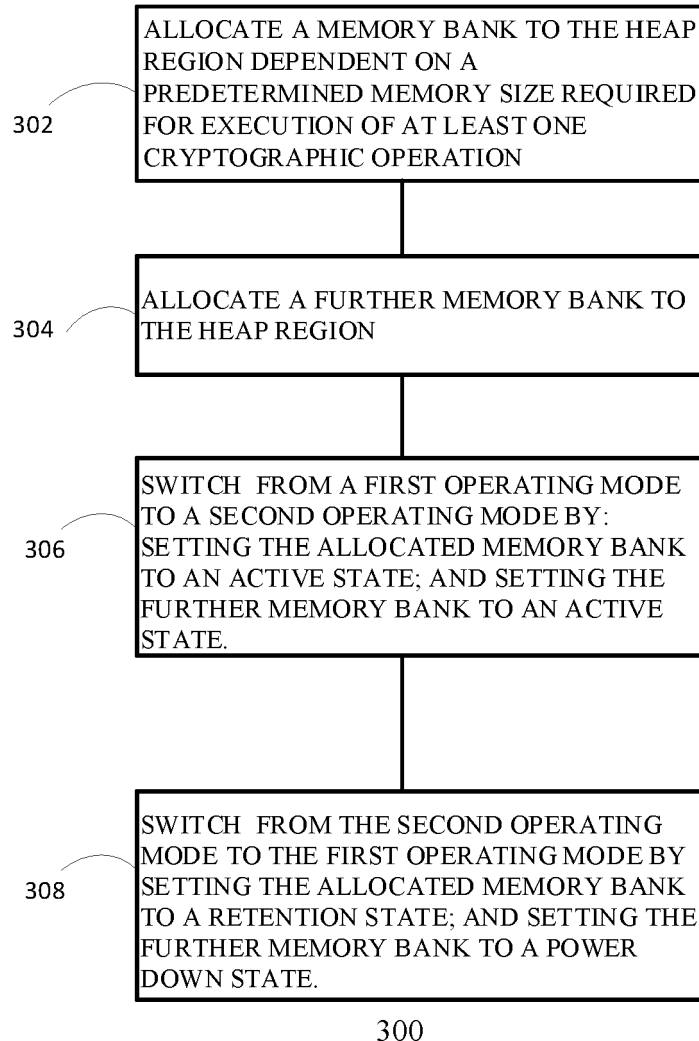 ALLOCATE A MEMORY BANK TO THE HEAP
REGION DEPENDENT ON A
PREDETERMINED MEMORY SIZE REQUIRED
FOR EXECUTION OF AT LEAST ONE
CRYPTOGRAPHIC OPERATION
302
ALLOCATE A FURTHER MEMORY BANK TO
THE HEAP REGION
304
SWITCH FROM A FIRST OPERATING MODE
TO A SECOND OPERATING MODE BY:
SETTING THE ALLOCATED MEMORY BANK
TO AN ACTIVE STATE; AND SETTING THE
FURTHER MEMORY BANK TO AN ACTIVE
STATE.
306
SWITCH FROM THE SECOND OPERATING
MODE TO THE FIRST OPERATING MODE BY
SETTING THE ALLOCATED MEMORY BANK
TO A RETENTION STATE; AND SETTING THE
FURTHER MEMORY BANK TO A POWER
DOWN STATE.
308
300